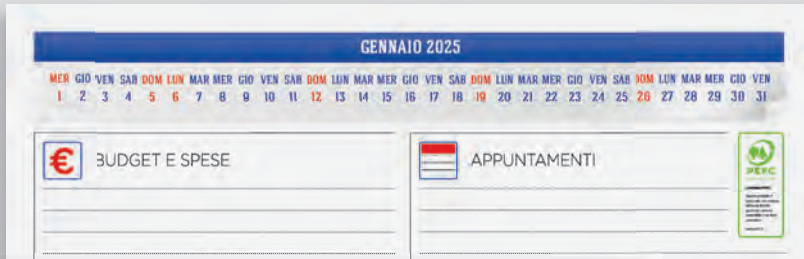 GENNAIO 2025
MER GIO VEN SAB DOM LUN MAR MER GIO VEN SAB DOM LUN MAR MER GIO VEN SAB DOM LUN MAR MER GIO VEN SAB DOM LUN MAR MER GIO VEN
1 2 3 4 5 6 7 8 9 10 11 12 13 14 15 16 17 18 19 20 21 22 23 24 25 26 27 28 29 30 31
€ BUDGET E SPESE
APPUNTAMENTI
PEFC